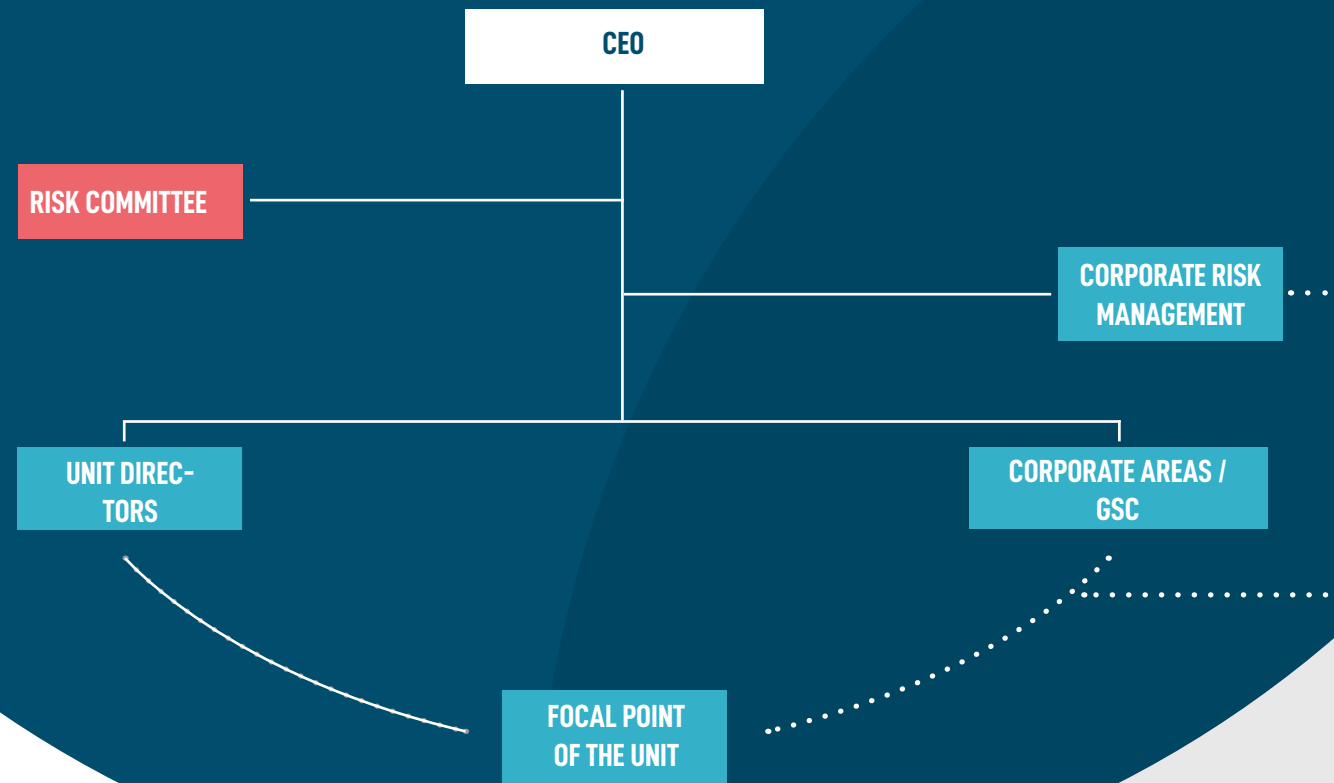 CEO
RISK COMMITTEE
CORPORATE RISK
MANAGEMENT
UNIT DIREC-
TORS
CORPORATE AREAS /
GSC
FOCAL POINT
OF THE UNIT